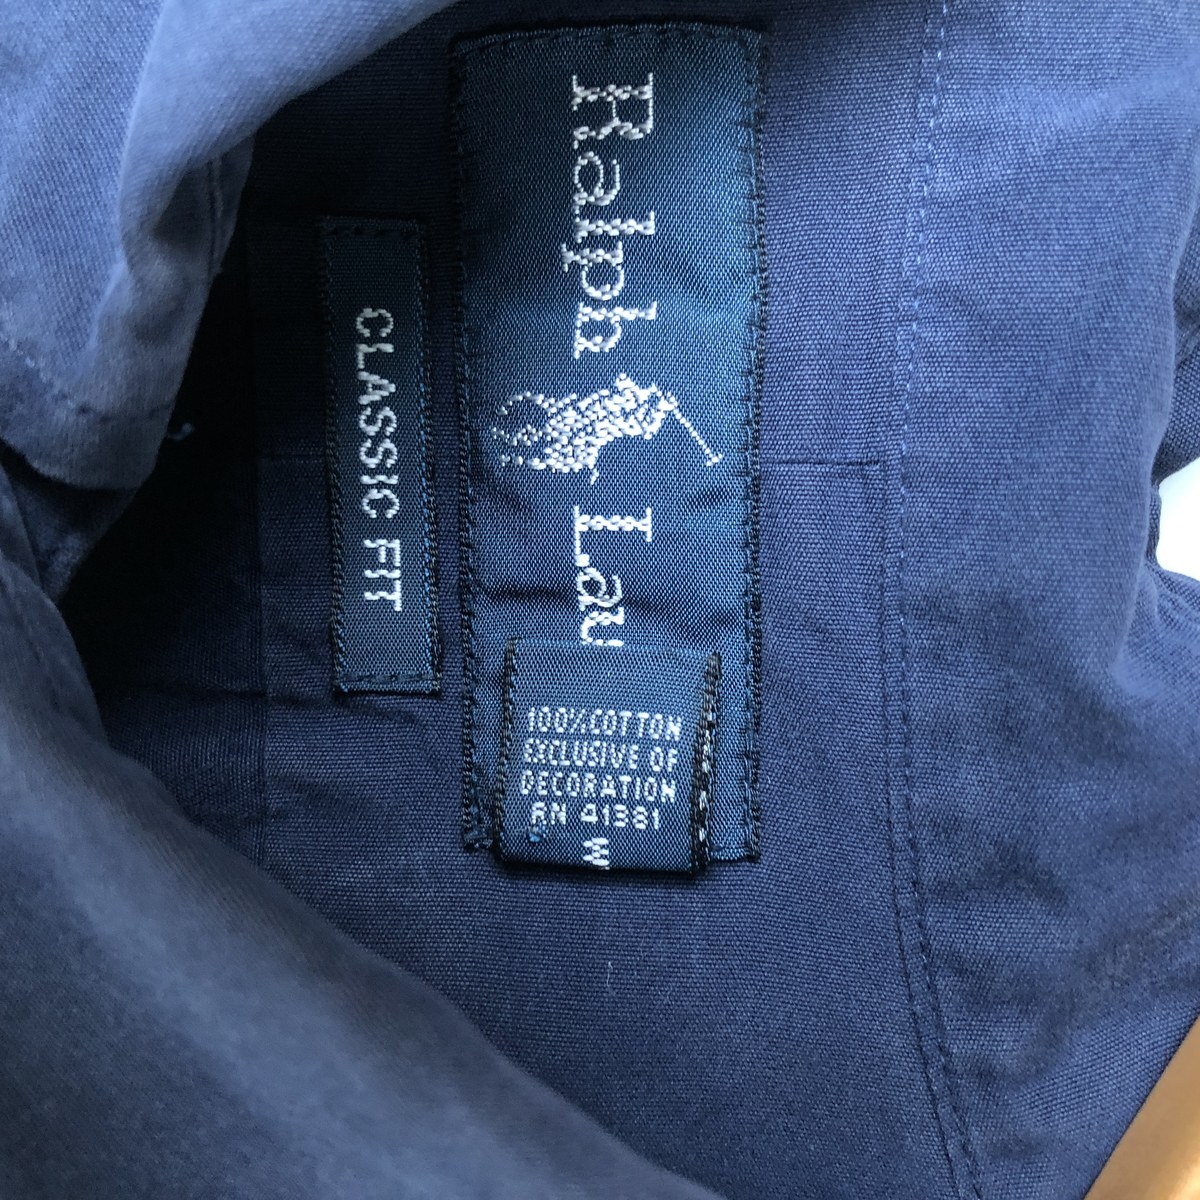 Ralph Lau
CLASSIC FIT
100% COTTON
EXCLUSIVE OF
DECORATION
RN 41381
W